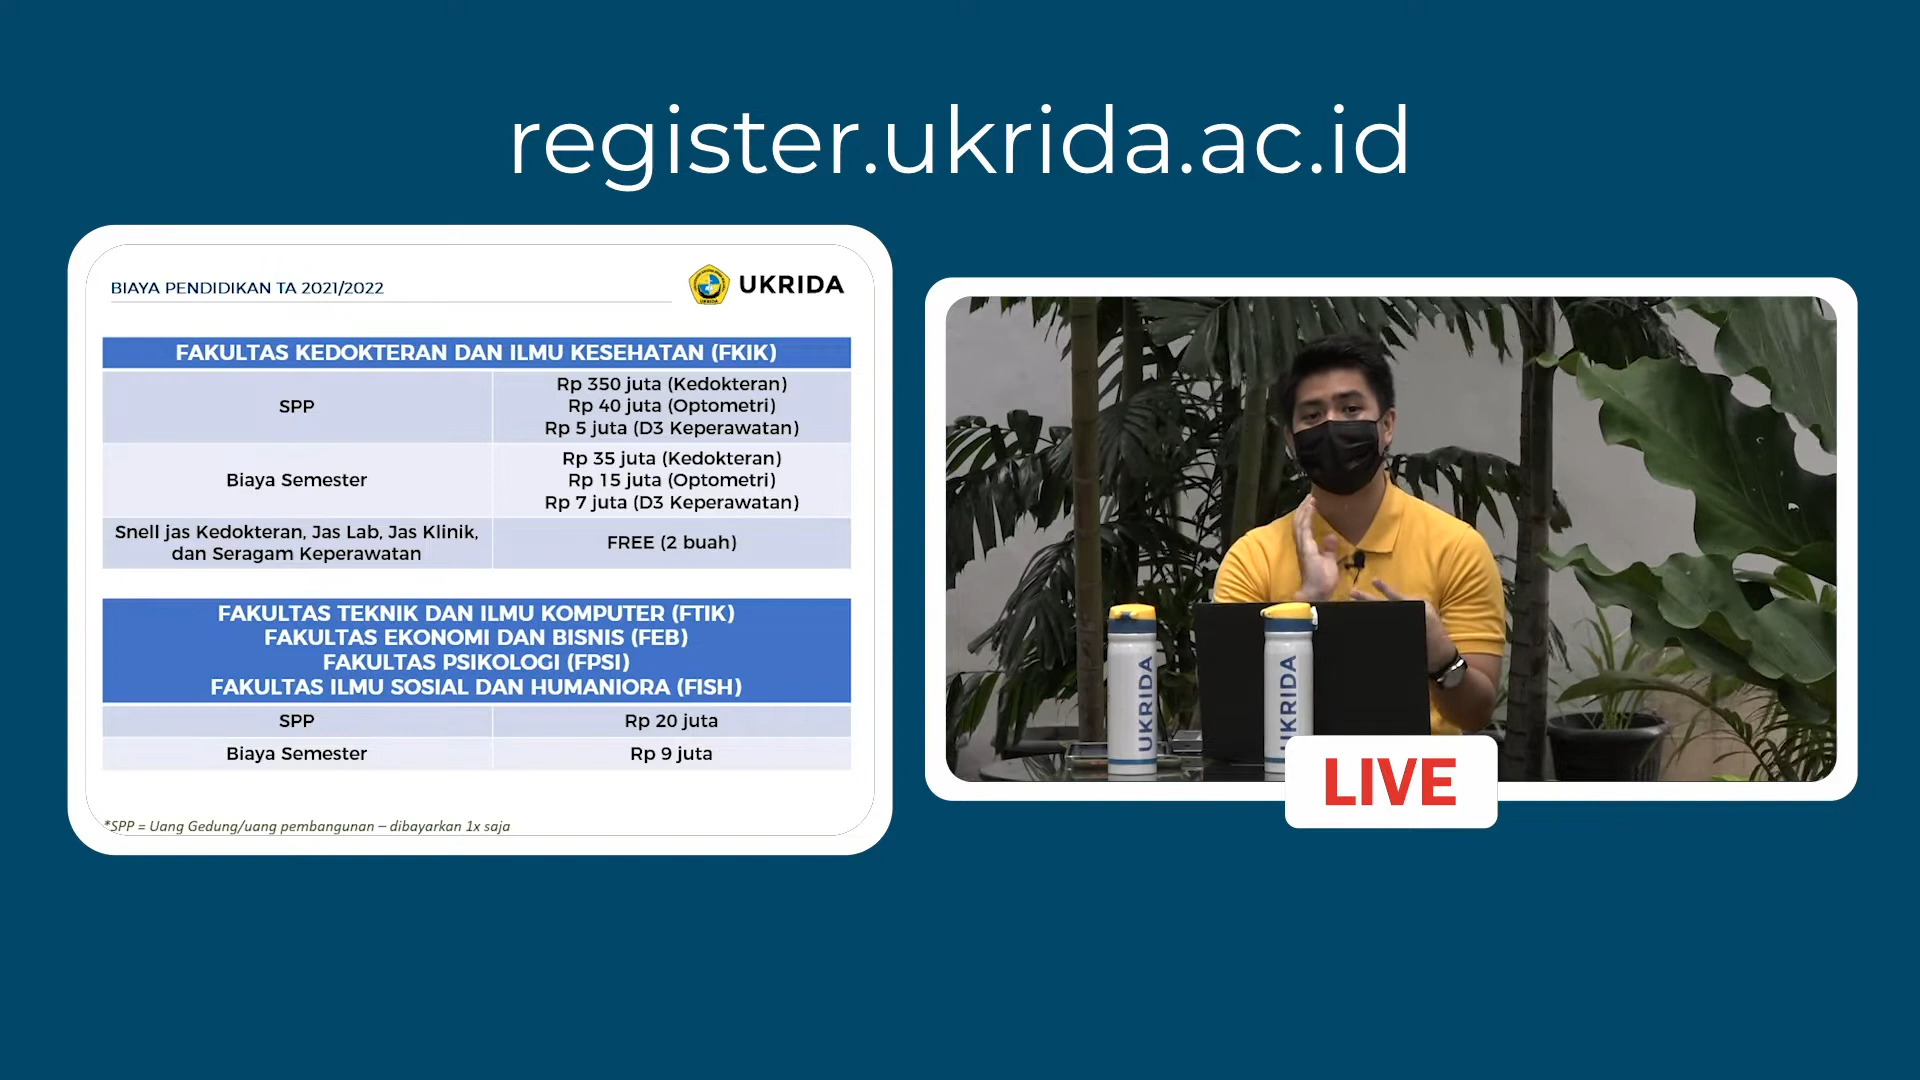 register.ukrida.ac.id
BIAYA PENDIDIKAN TA 2021/2022
UKRIDA
UKRIDA
FAKULTAS KEDOKTERAN DAN ILMU KESEHATAN (FKIK)
SPP
Rp 350 juta (Kedokteran)
Rp 40 juta (Optometri)
Rp 5 juta (D3 Keperawatan)
Biaya Semester
Rp 35 juta (Kedokteran)
Rp 15 juta (Optometri)
Rp 7 juta (D3 Keperawatan)
Snell jas Kedokteran, Jas Lab, Jas Klinik,
dan Seragam Keperawatan
FREE (2 buah)
FAKULTAS TEKNIK DAN ILMU KOMPUTER (FTIK)
FAKULTAS EKONOMI DAN BISNIS (FEB)
FAKULTAS PSIKOLOGI (FPSI)
FAKULTAS ILMU SOSIAL DAN HUMANIORA (FISH)
SPP
Rp 20 juta
Biaya Semester
Rp 9 juta
*SPP = Uang Gedung/uang pembangunan – dibayarkan 1x saja
UKRIDA
UKRIDA
LIVE